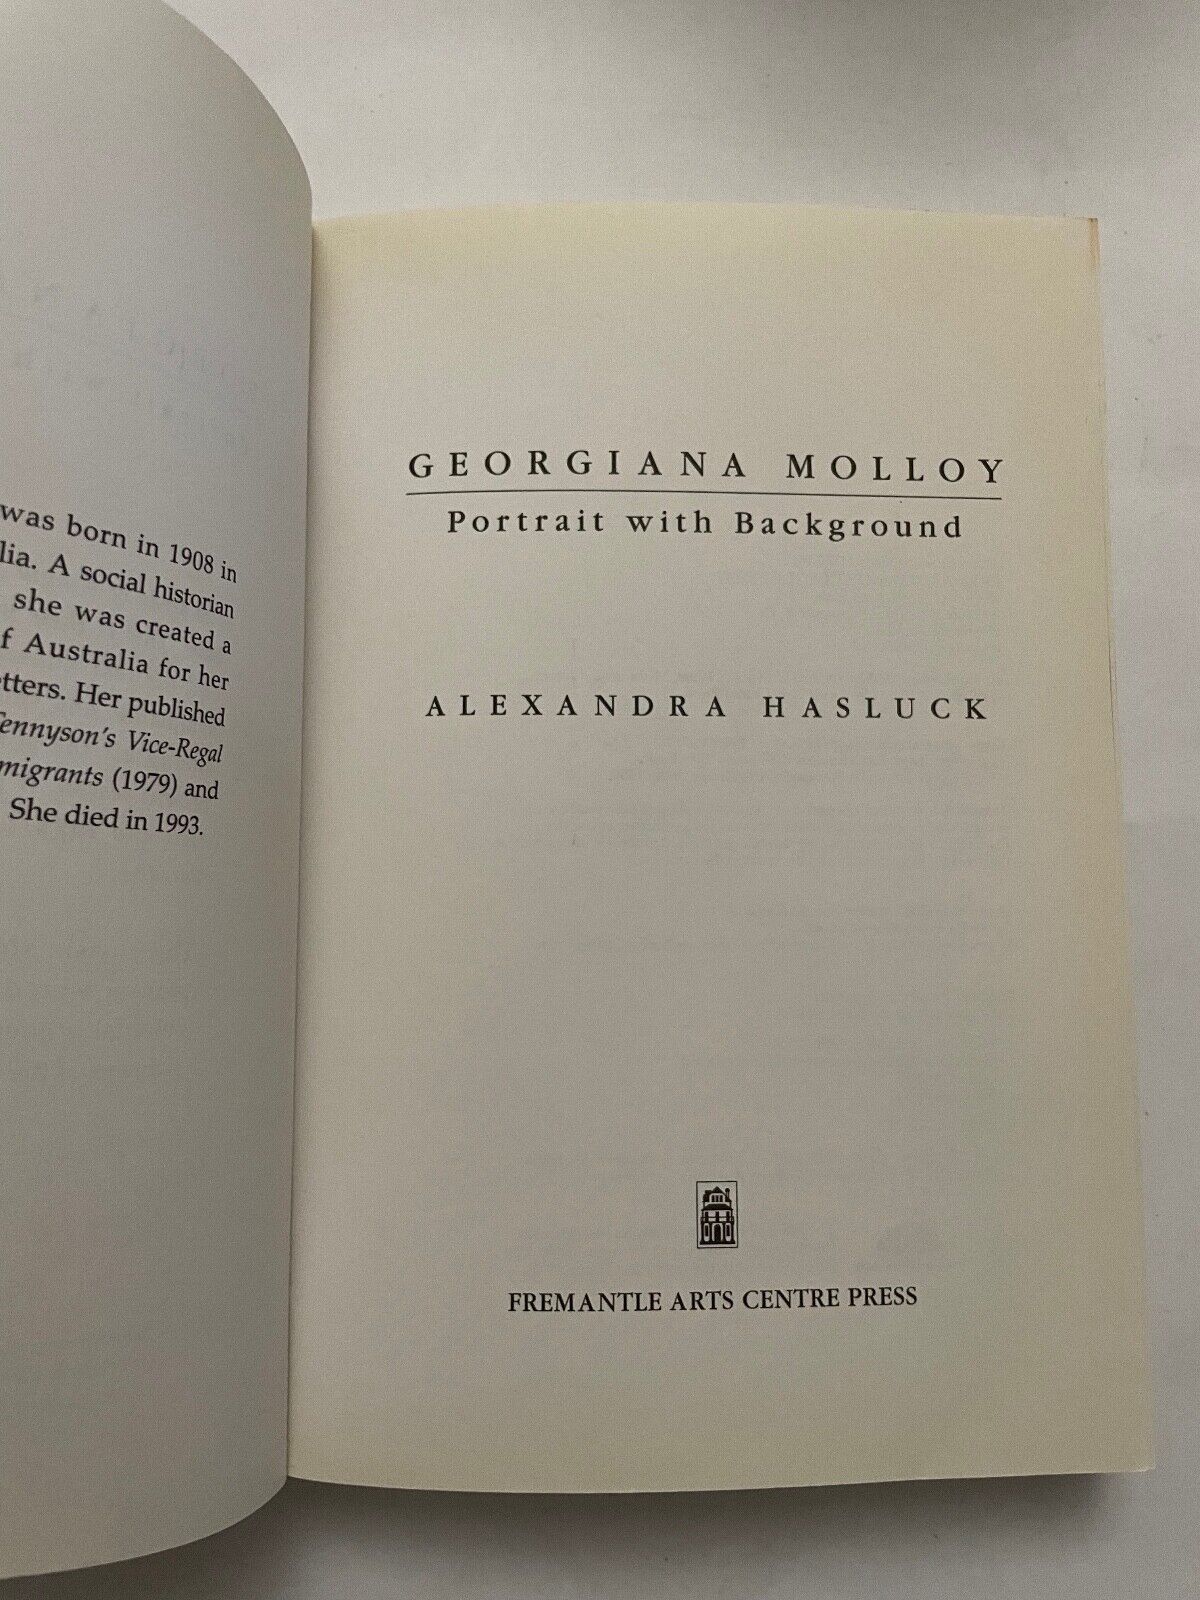 was born in 1908 in
lia. A social historian
she was created a
f Australia for her
etters. Her published
Tennyson's Vice-Regal
migrants (1979) and
She died in 1993.
GEORGIANA MOLLOY
Portrait with Background
ALEXANDRA HASLUCK
FREMANTLE ARTS CENTRE PRESS